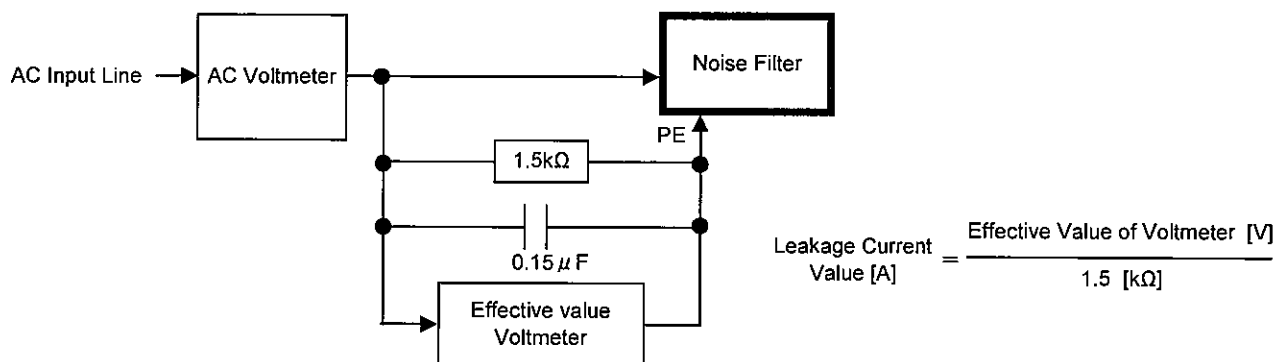 AC Input Line
AC Voltmeter
Noise Filter
PE
1.5kΩ
0.15μF
Effective value
Voltmeter
Leakage Current
Value [A]
=
Effective Value of Voltmeter [V]
1.5 [kΩ]